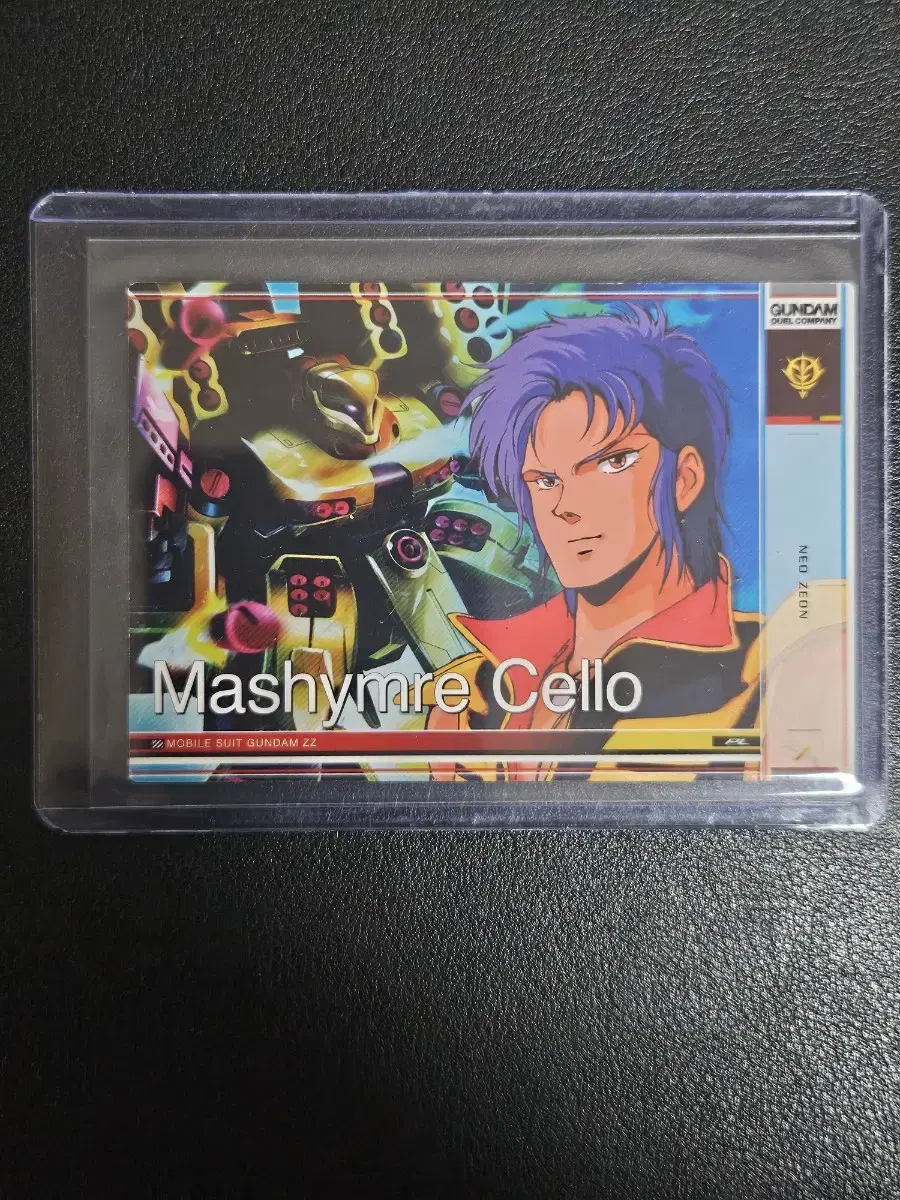 GUNDAM
DUEL COMPANY
NEO ZEON
Mashymre Cello
MOBILE SUIT GUNDAM ZZ
PL